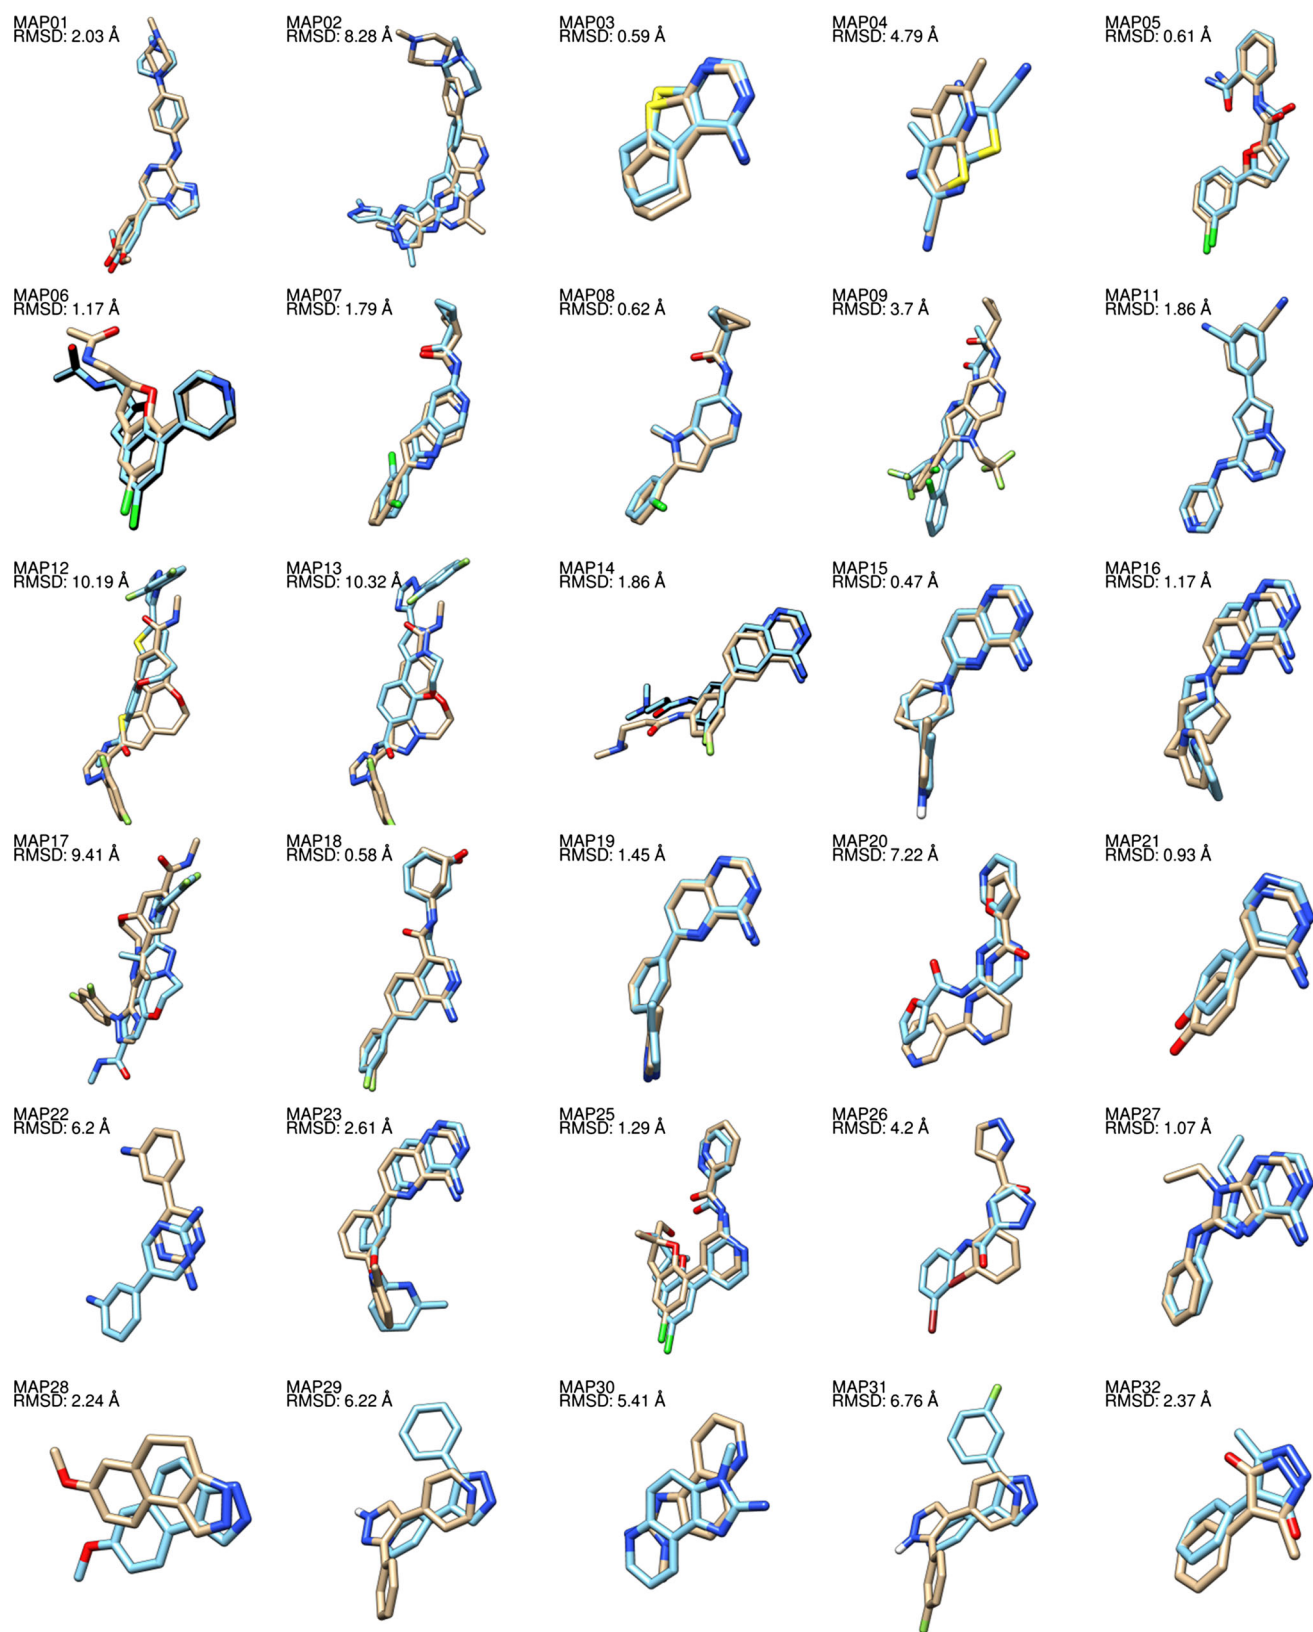 MAP01
RMSD: 2.03 Å
MAP02
RMSD: 8.28 Å
MAP03
RMSD: 0.59 Å
MAP04
RMSD: 4.79 Å
MAP05
RMSD: 0.61 Å
MAP06
RMSD: 1.17 Å
MAP07
RMSD: 1.79 Å
MAP08
RMSD: 0.62 Å
MAP09
RMSD: 3.7 Å
MAP11
RMSD: 1.86 Å
MAP12
RMSD: 10.19 Å
MAP13
RMSD: 10.32 Å
MAP14
RMSD: 1.86 Å
MAP15
RMSD: 0.47 Å
MAP16
RMSD: 1.17 Å
MAP17
RMSD: 9.41 Å
MAP18
RMSD: 0.58 Å
MAP19
RMSD: 1.45 Å
MAP20
RMSD: 7.22 Å
MAP21
RMSD: 0.93 Å
MAP22
RMSD: 6.2 Å
MAP23
RMSD: 2.61 Å
MAP25
RMSD: 1.29 Å
MAP26
RMSD: 4.2 Å
MAP27
RMSD: 1.07 Å
MAP28
RMSD: 2.24 Å
MAP29
RMSD: 6.22 Å
MAP30
RMSD: 5.41 Å
MAP31
RMSD: 6.76 Å
MAP32
RMSD: 2.37 Å